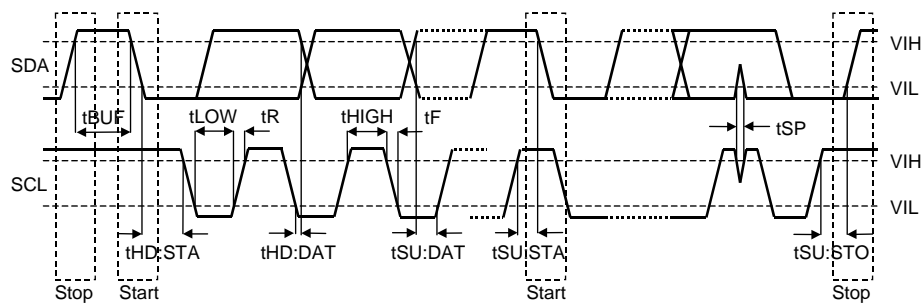 VIH
SDA
VIL
tBUF
tLOW
tR
tHIGH
tF
tSP
VIH
SCL
VIL
tHD:STA
tHD:DAT
tSU:DAT
tSU:STA
tSU:STO
Stop
Start
Start
Stop